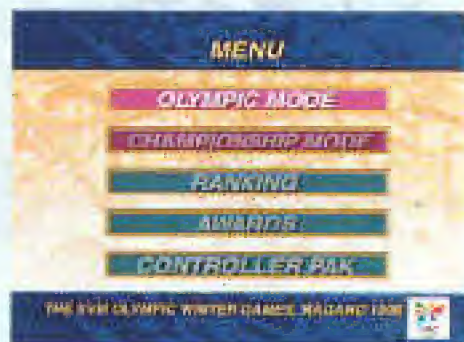 MENU
OLYMPIC MODE
CHAMPIONSHIP MODE
RANKING
AWARDS
CONTROLLER PAK
THE XVIII OLYMPIC WINTER GAMES, NAGANO 1998